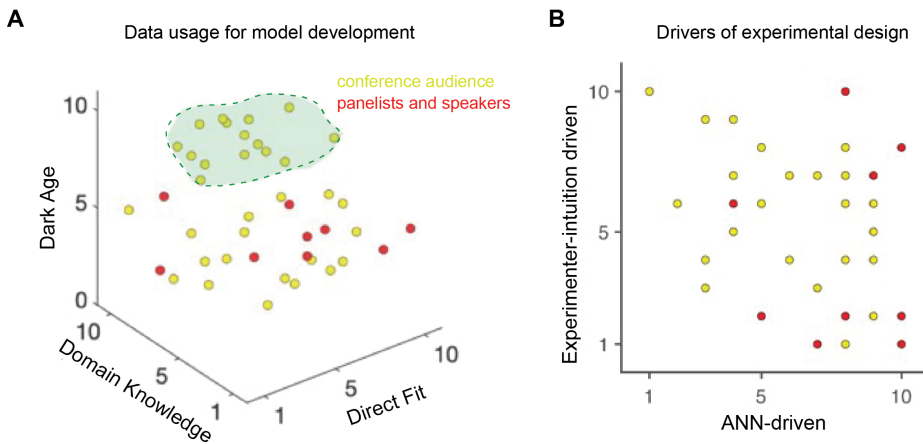 A
Data usage for model development
conference audience
panelists and speakers
10
5
0
Dark Age
10
5
1
Domain Knowledge
1
5
10
Direct Fit
B
Drivers of experimental design
10
5
1
Experimenter-intuition driven
1
5
10
ANN-driven